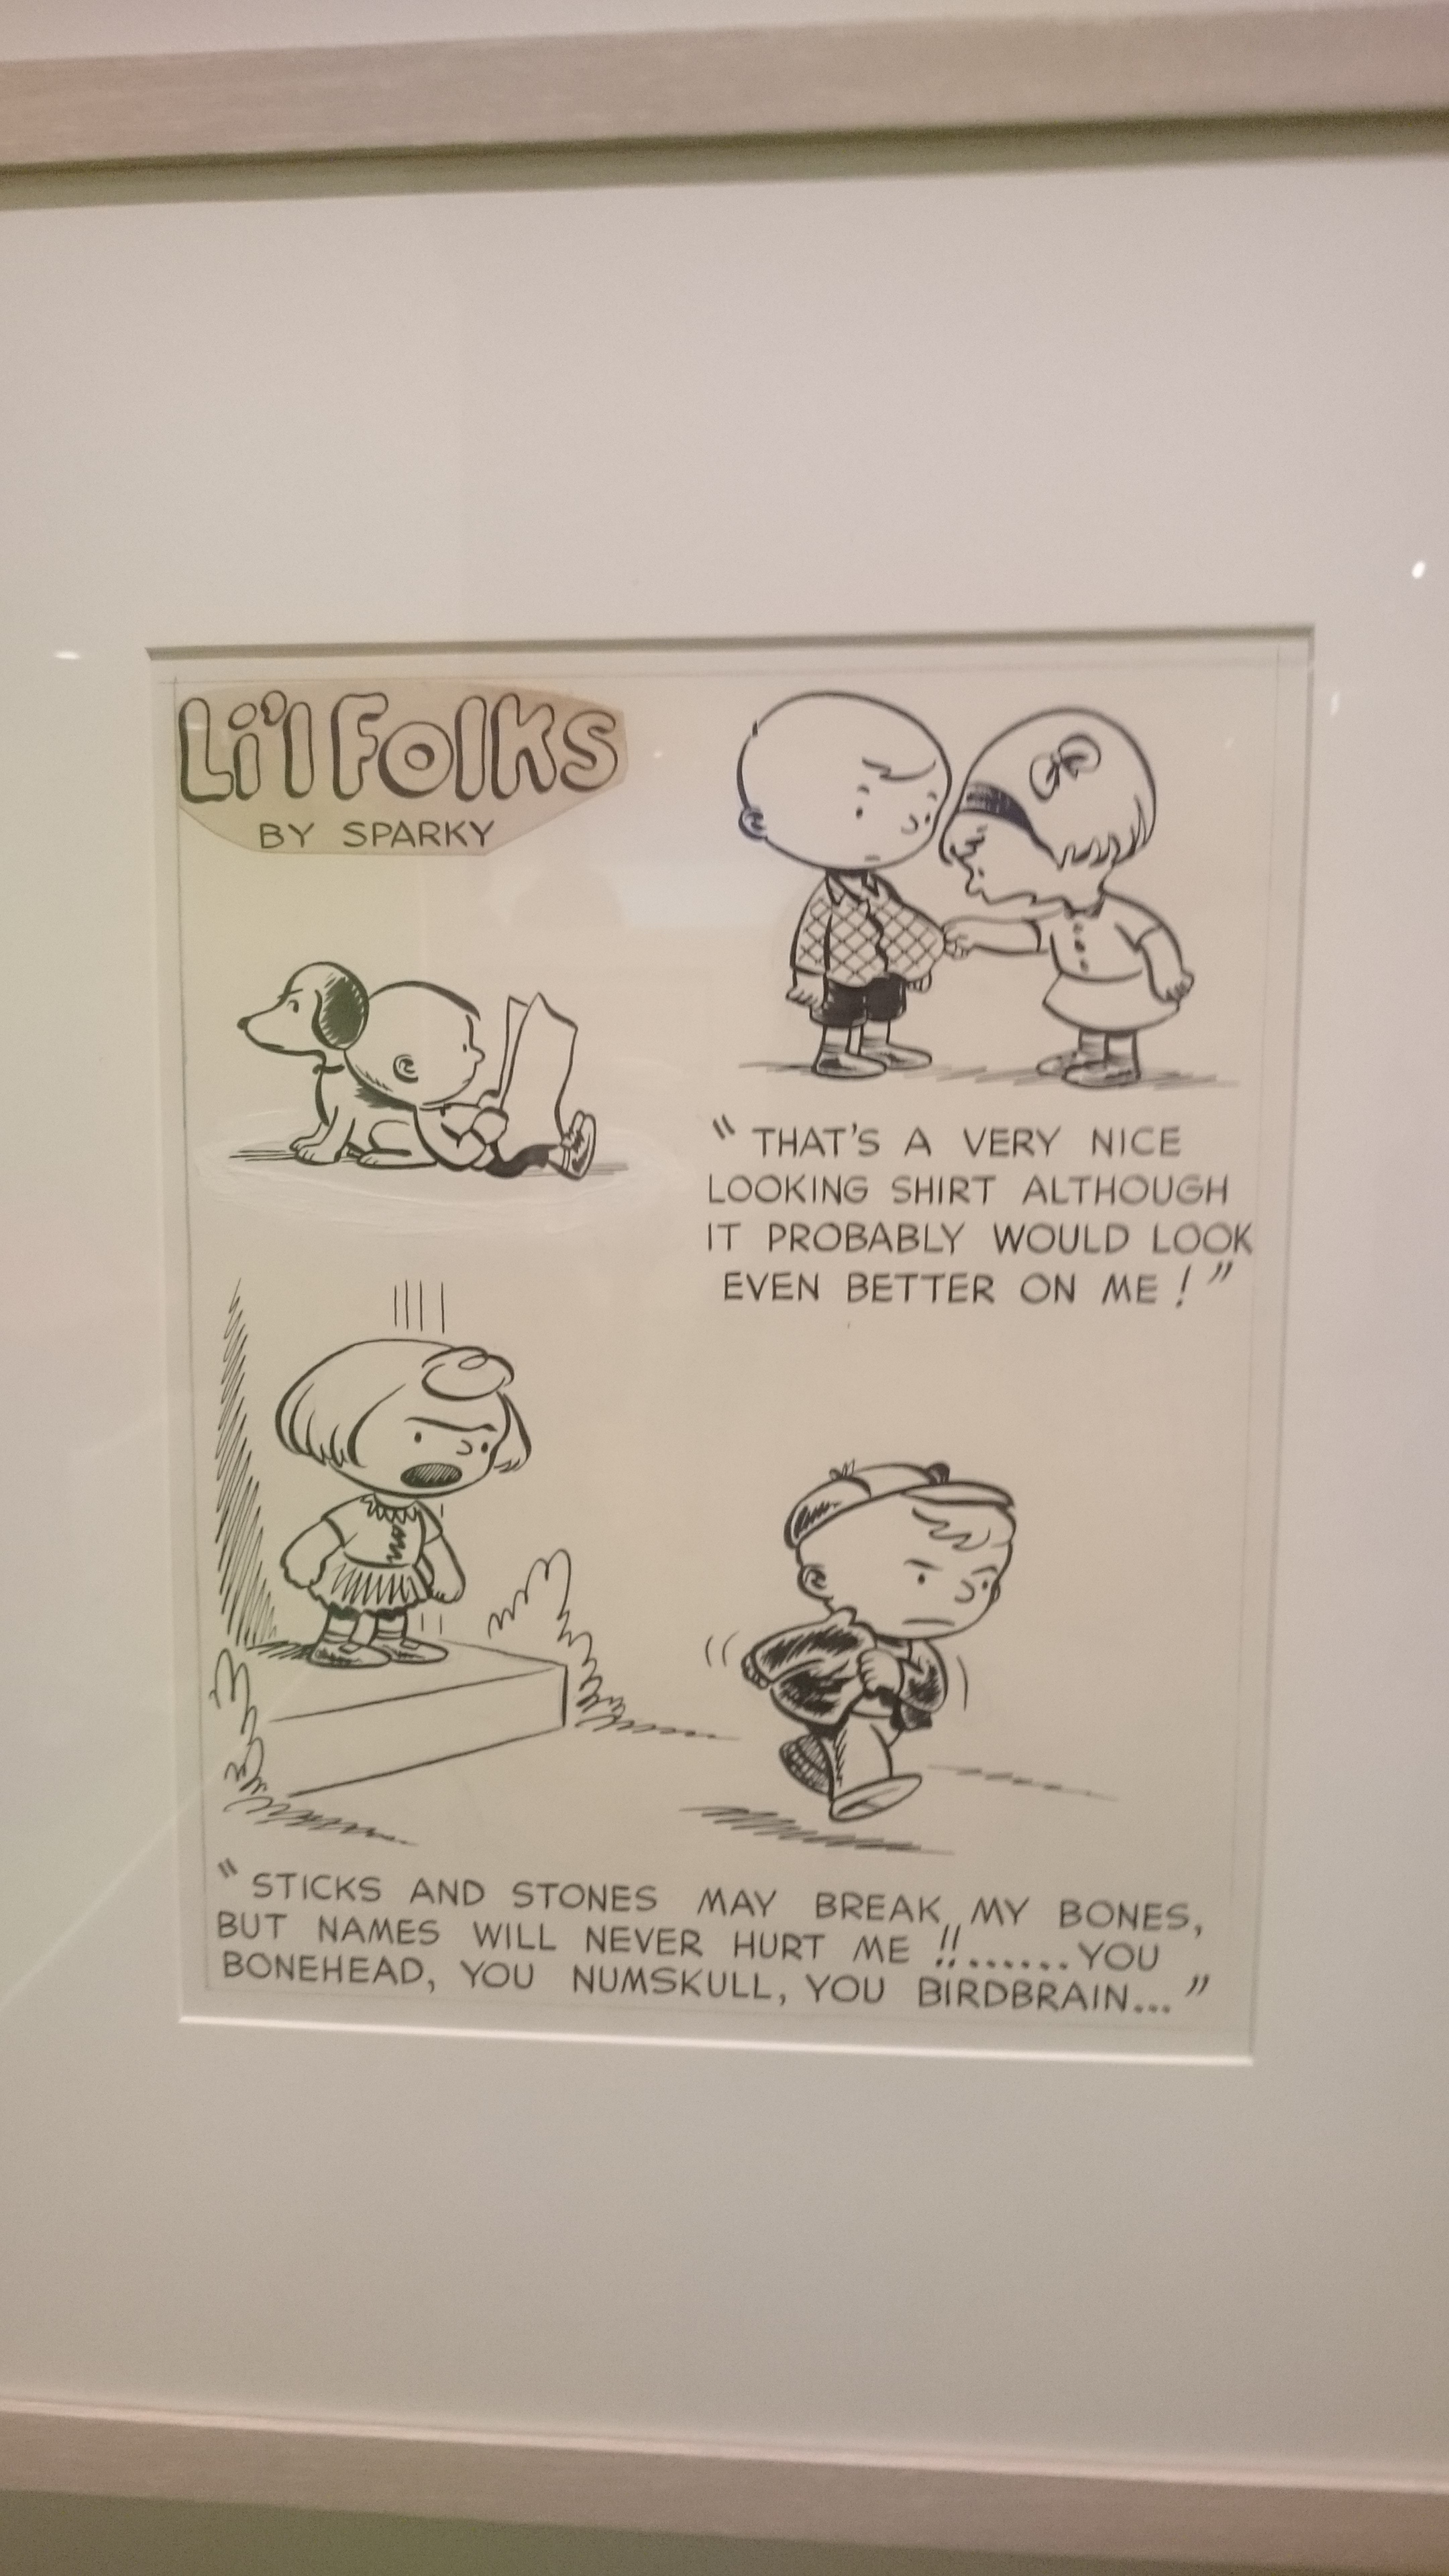 Li'l Folks
BY SPARKY
"THAT'S A VERY NICE
LOOKING SHIRT ALTHOUGH
IT PROBABLY WOULD LOOK
EVEN BETTER ON ME!"
"STICKS AND STONES MAY BREAK MY BONES,
BUT NAMES WILL NEVER HURT ME !!.......YOU
BONEHEAD, YOU NUMSKULL, YOU BIRDBRAIN..."